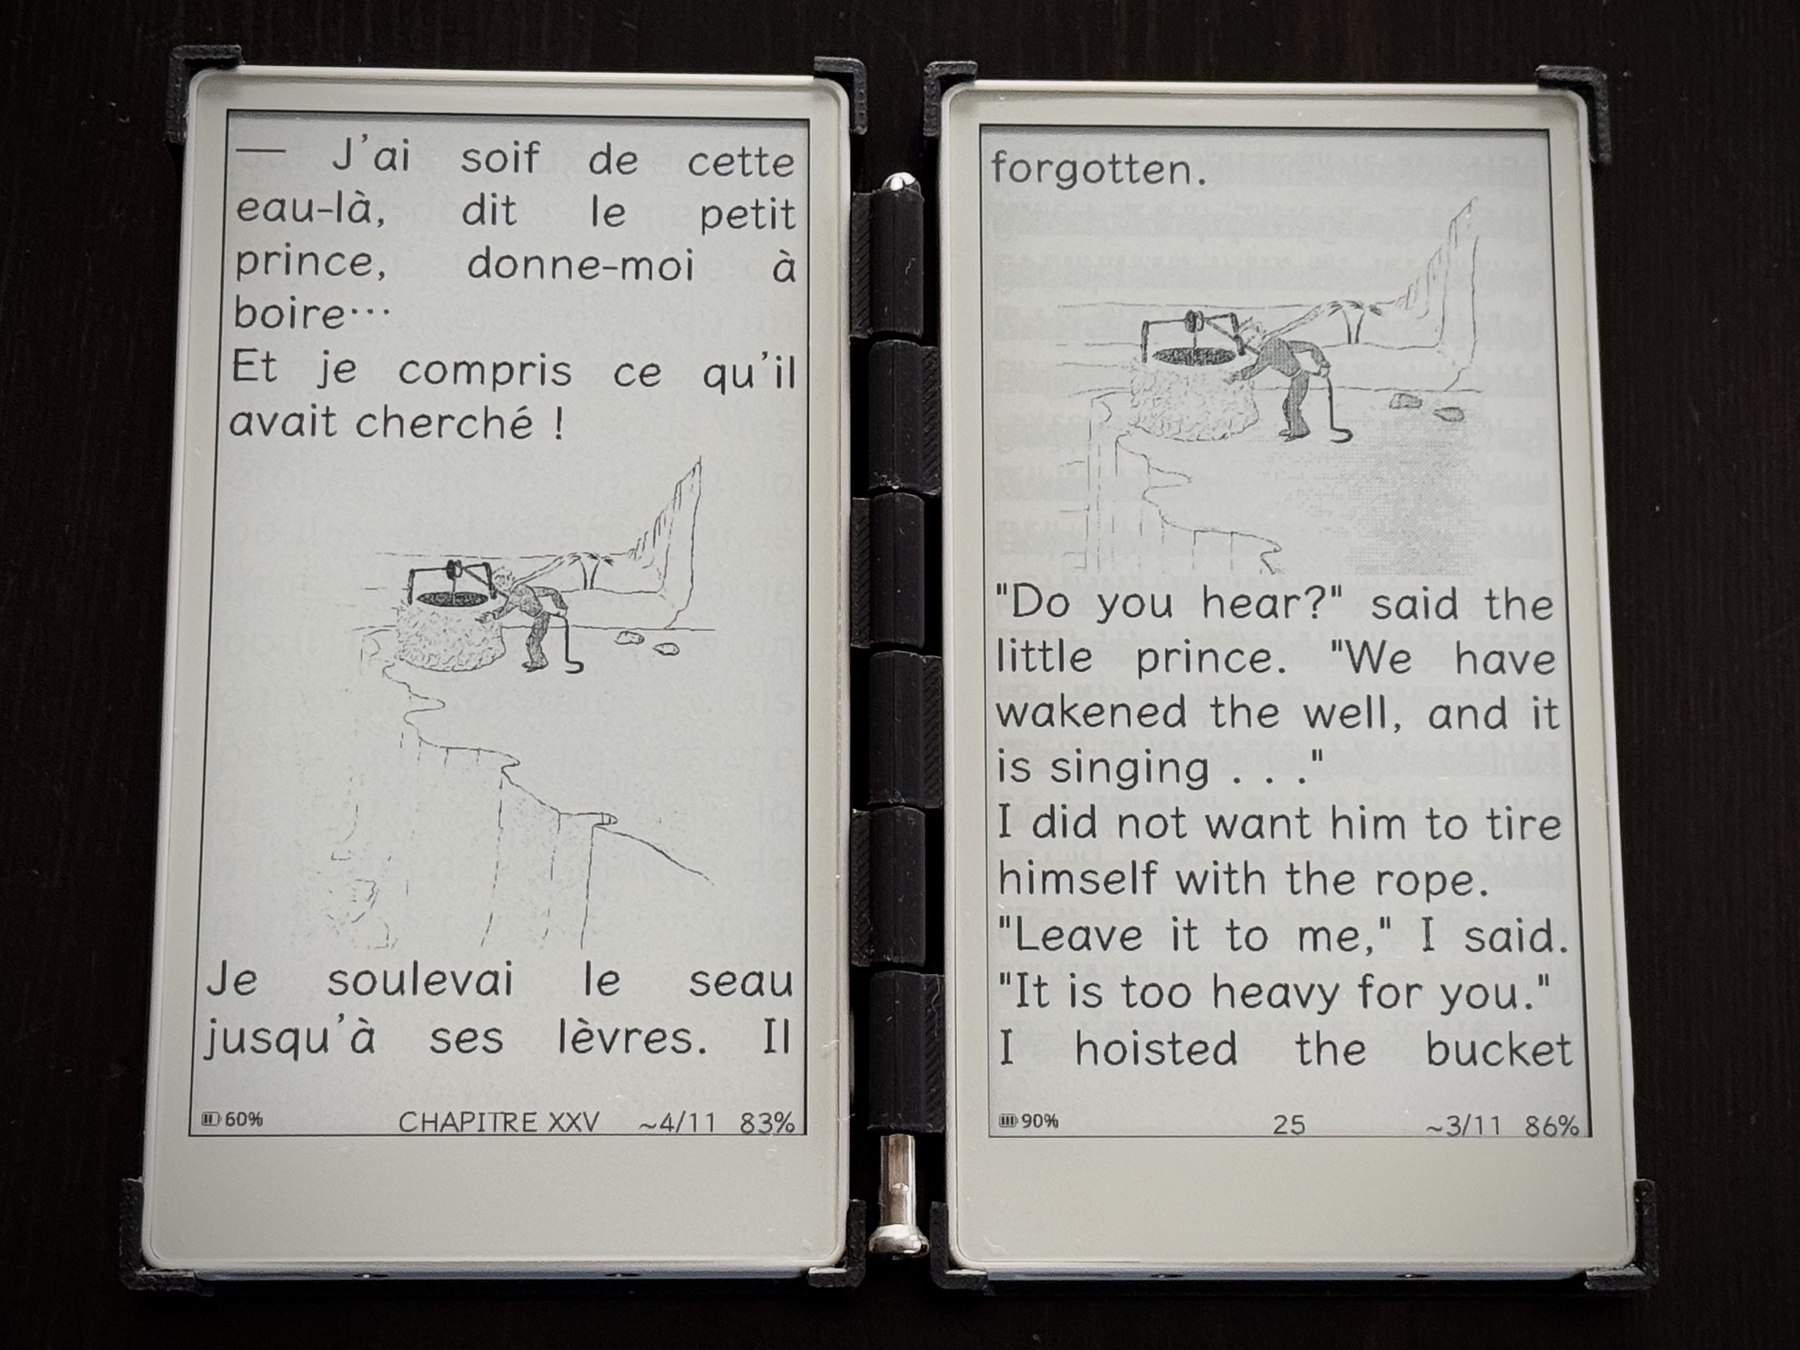 — J'ai soif de cette
eau-là, dit le petit
prince, donne-moi à
boire…
Et je compris ce qu'il
avait cherché !
Je soulevai le seau
jusqu'à ses lèvres. Il
60% CHAPITRE XXV ~4/11 83%
forgotten.
"Do you hear?" said the
little prince. "We have
wakened the well, and it
is singing . . ."
I did not want him to tire
himself with the rope.
"Leave it to me," I said.
"It is too heavy for you."
I hoisted the bucket
90% 25 ~3/11 86%